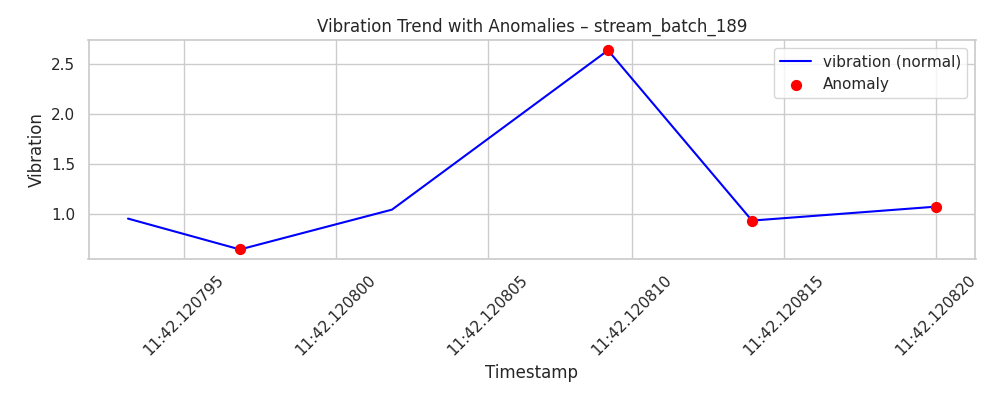 Vibration Trend with Anomalies – stream_batch_189
vibration (normal)
Anomaly
Vibration
2.5
2.0
1.5
1.0
11:42.120795
11:42.120800
11:42.120805
11:42.120810
11:42.120815
11:42.120820
Timestamp